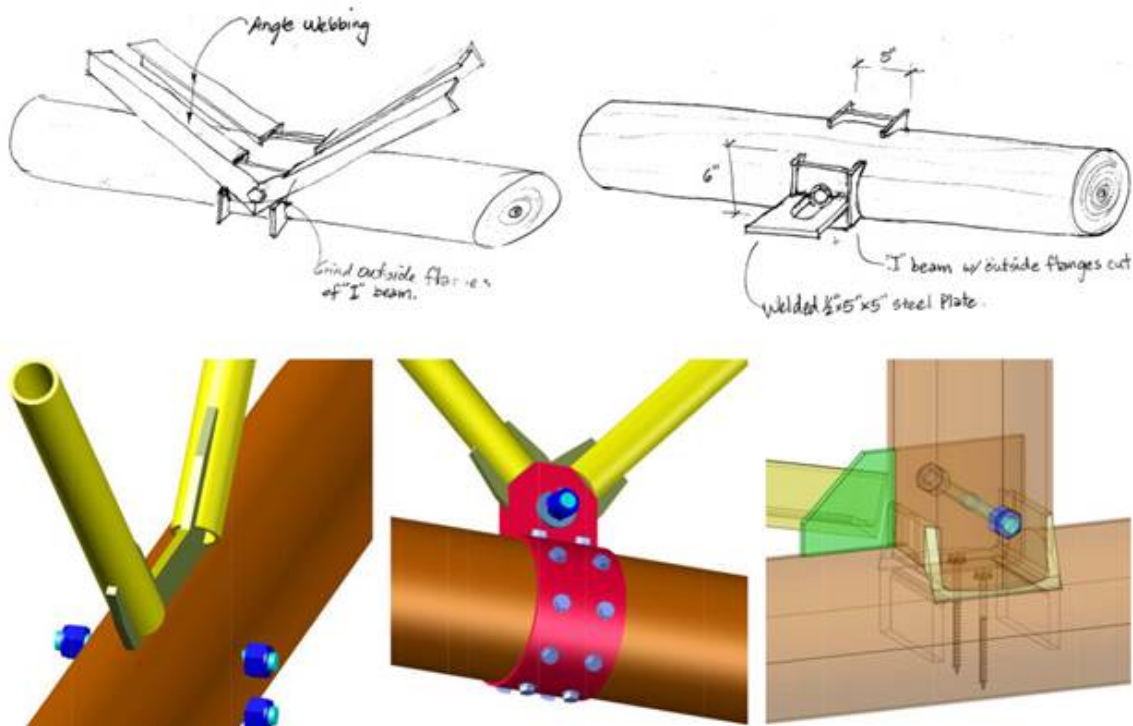 Angle Webbing
Grind outside flanges
of "I" beam.
5"
6"
"I" beam w/ outside flanges cut
Welded ½"x5"x5" steel Plate.